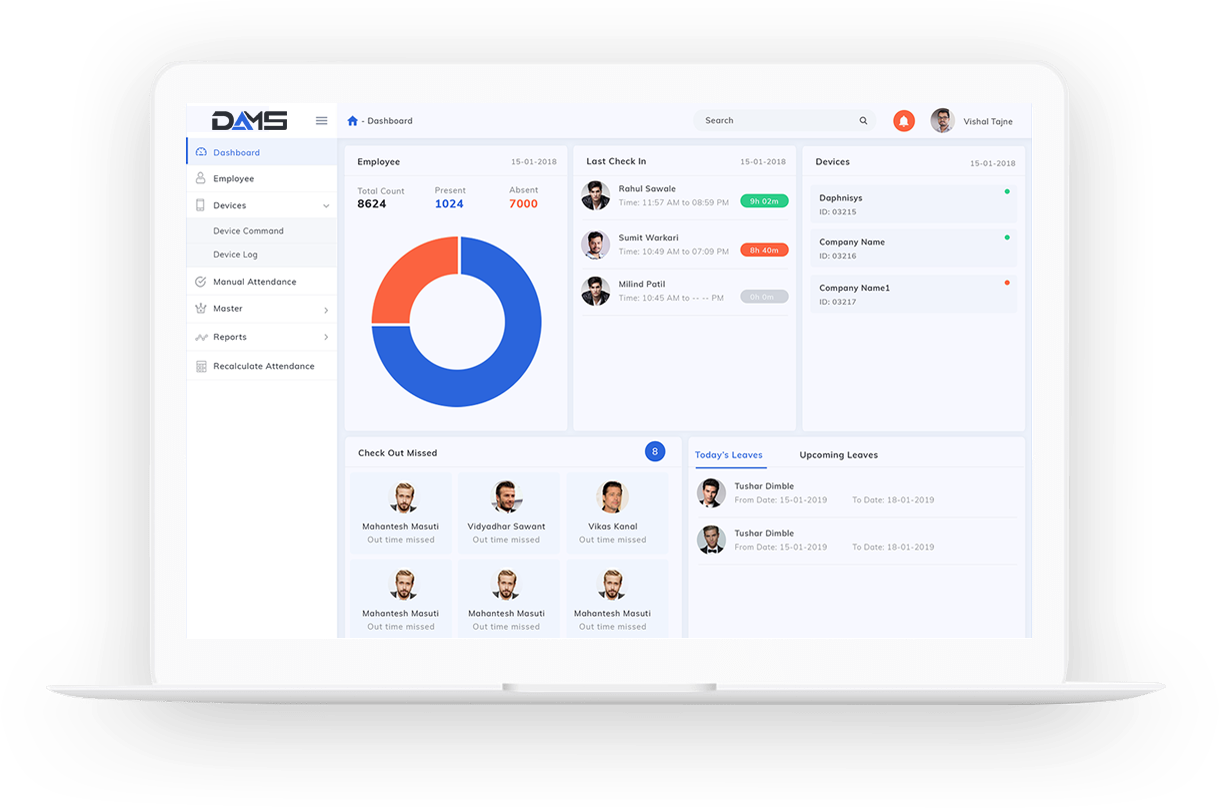 DAMS
- Dashboard
Search
Vishal Tajne
Dashboard
Employee
Devices
Device Command
Device Log
Manual Attendance
Master
Reports
Recalculate Attendance
Employee 15-01-2018
Total Count Present Absent
8624 1024 7000
Last Check In 15-01-2018
Rahul Sawale
Time: 11:57 AM to 08:59 PM 9h 02m
Sumit Warkari
Time: 10:49 AM to 07:09 PM 8h 40m
Milind Patil
Time: 10:45 AM to -- -- PM 0h 0m
Devices 15-01-2018
Daphnisys
ID: 03215
Company Name
ID: 03216
Company Name1
ID: 03217
Check Out Missed 8
Mahantesh Masuti Vidyadhar Sawant Vikas Kanal
Out time missed Out time missed Out time missed
Mahantesh Masuti Mahantesh Masuti Mahantesh Masuti
Out time missed Out time missed Out time missed
Today's Leaves Upcoming Leaves
Tushar Dimble
From Date: 15-01-2019 To Date: 18-01-2019
Tushar Dimble
From Date: 15-01-2019 To Date: 18-01-2019